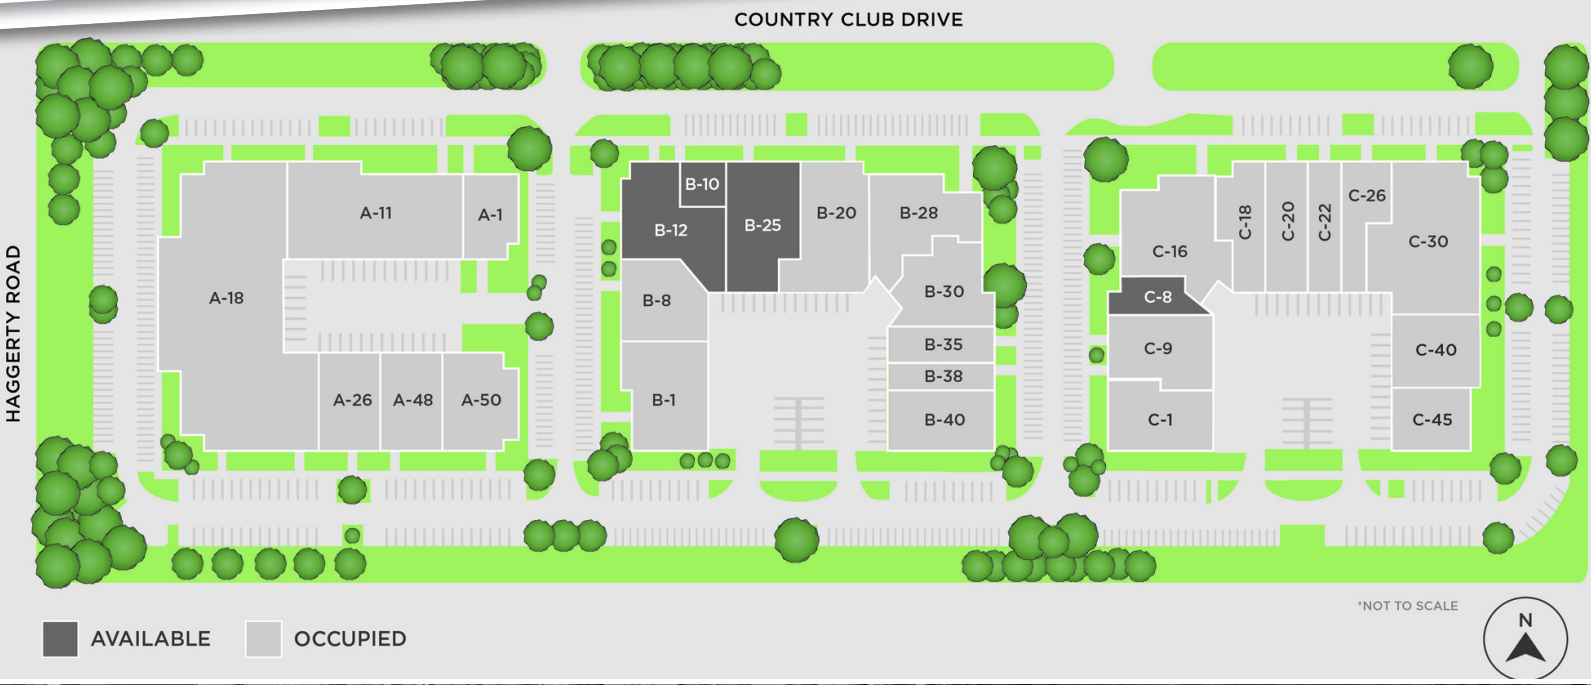 COUNTRY CLUB DRIVE
HAGGERTY ROAD
A-11
A-1
A-18
A-26
A-48
A-50
B-10
B-12
B-25
B-20
B-28
B-8
B-30
B-35
B-38
B-1
B-40
C-18
C-20
C-22
C-26
C-16
C-30
C-8
C-9
C-40
C-1
C-45
*NOT TO SCALE
N
AVAILABLE
OCCUPIED